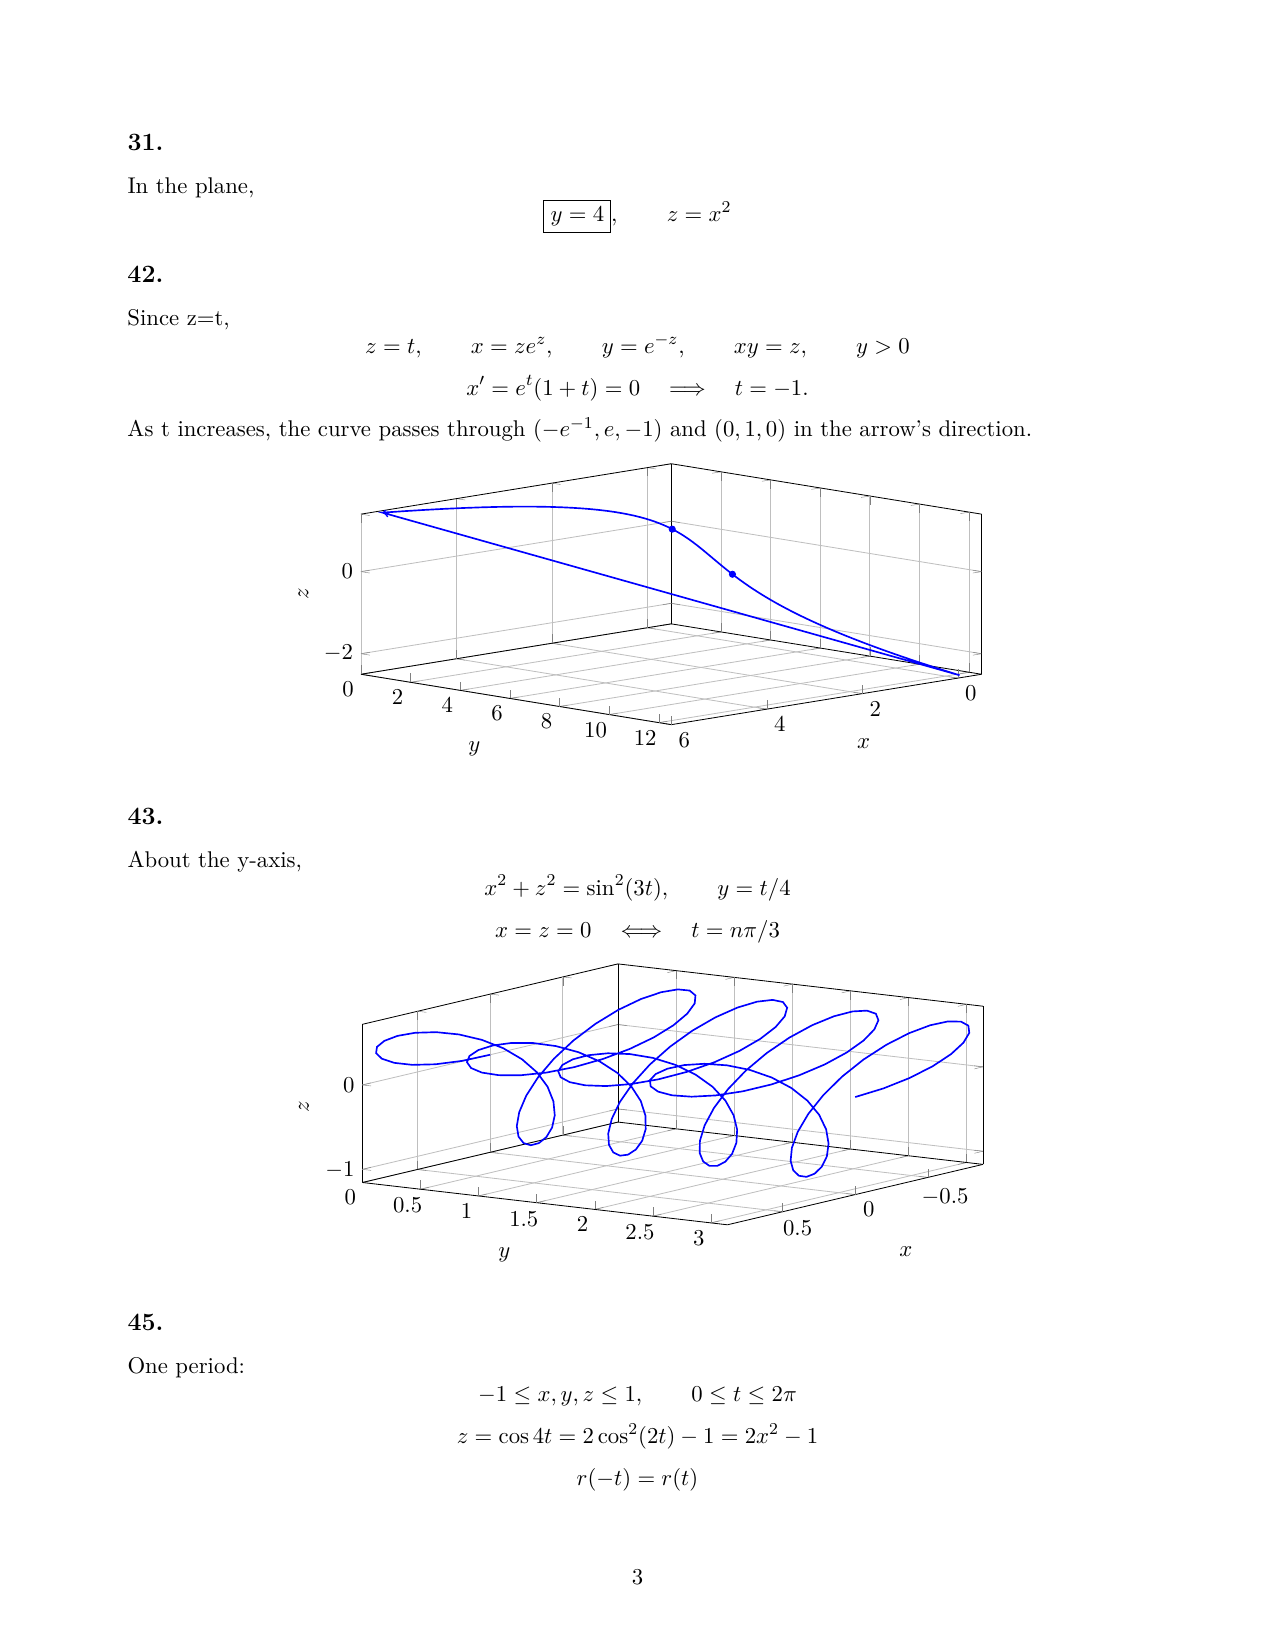 31.
In the plane,
y = 4, z = x²
42.
Since z=t,
z = t, x = zeᶻ, y = e⁻ᶻ, xy = z, y > 0
x′ = eᵗ(1 + t) = 0 ⟹ t = −1.
As t increases, the curve passes through (−e⁻¹, e, −1) and (0, 1, 0) in the arrow's direction.
0
−2
z
0 2 4 6 8 10 12
y
6 4 2 0
x
43.
About the y-axis,
x² + z² = sin²(3t), y = t/4
x = z = 0 ⟺ t = nπ/3
0
−1
z
0 0.5 1 1.5 2 2.5 3
y
0.5 0 −0.5
x
45.
One period:
−1 ≤ x, y, z ≤ 1, 0 ≤ t ≤ 2π
z = cos 4t = 2 cos²(2t) − 1 = 2x² − 1
r(−t) = r(t)
3